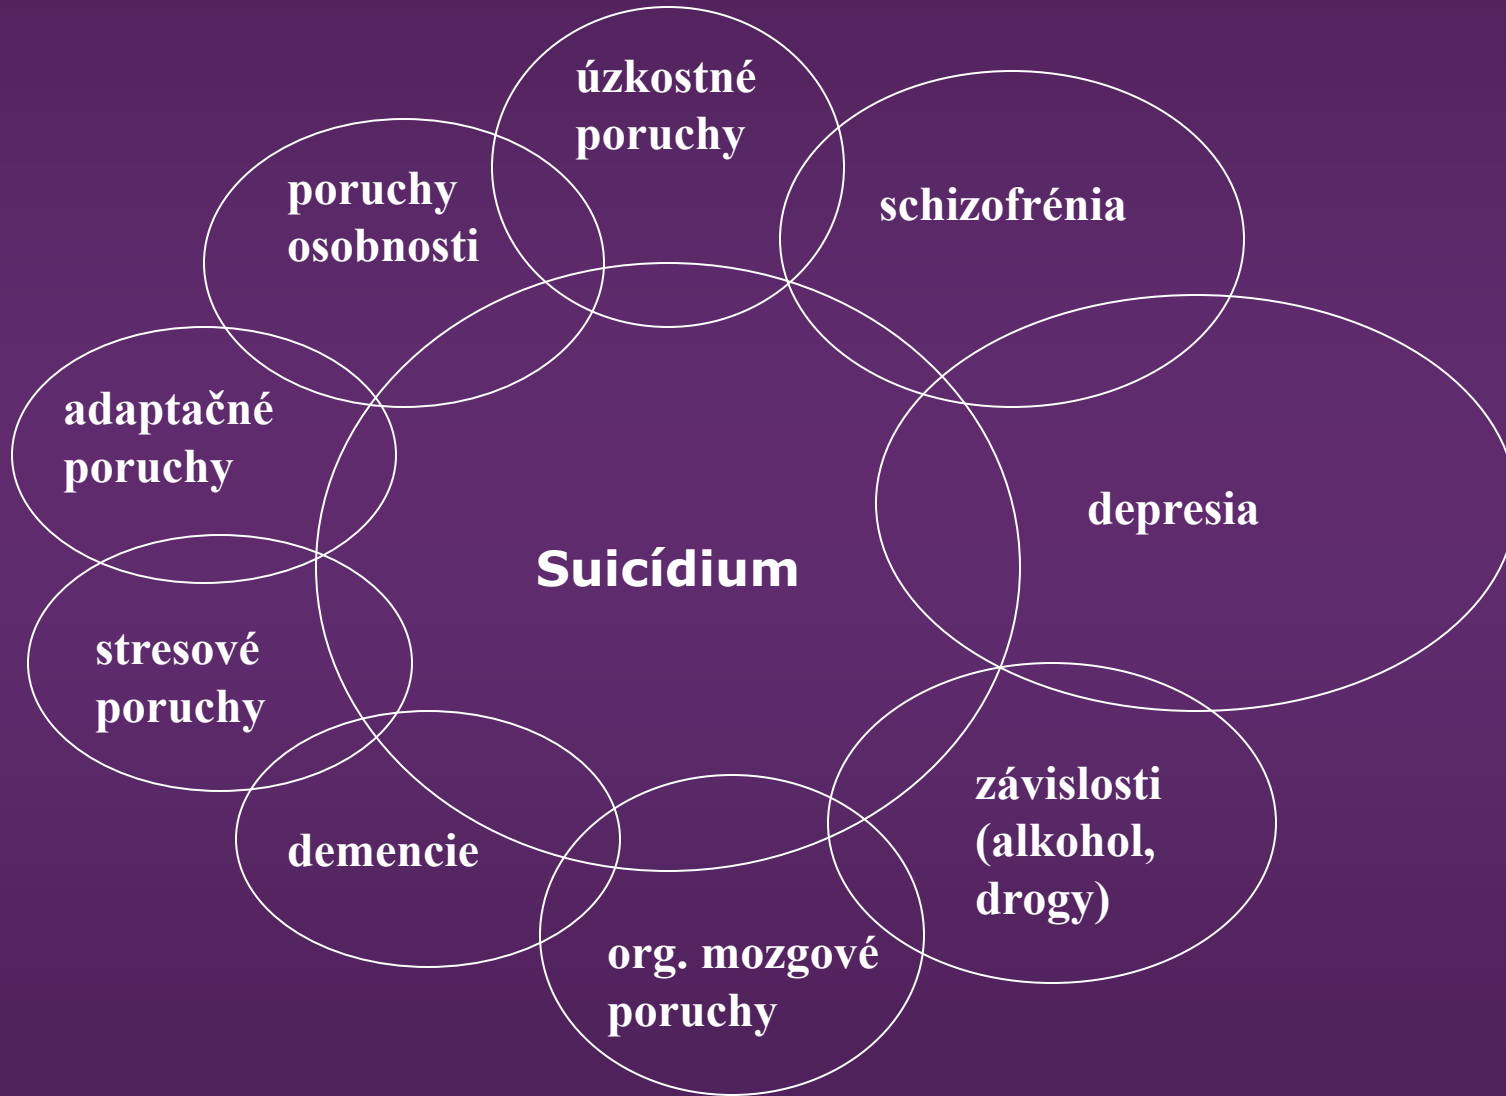 úzkostné
poruchy
schizofrénia
poruchy
osobnosti
adaptačné
poruchy
depresia
Suicídium
stresové
poruchy
závislosti
(alkohol,
drogy)
demencie
org. mozgové
poruchy